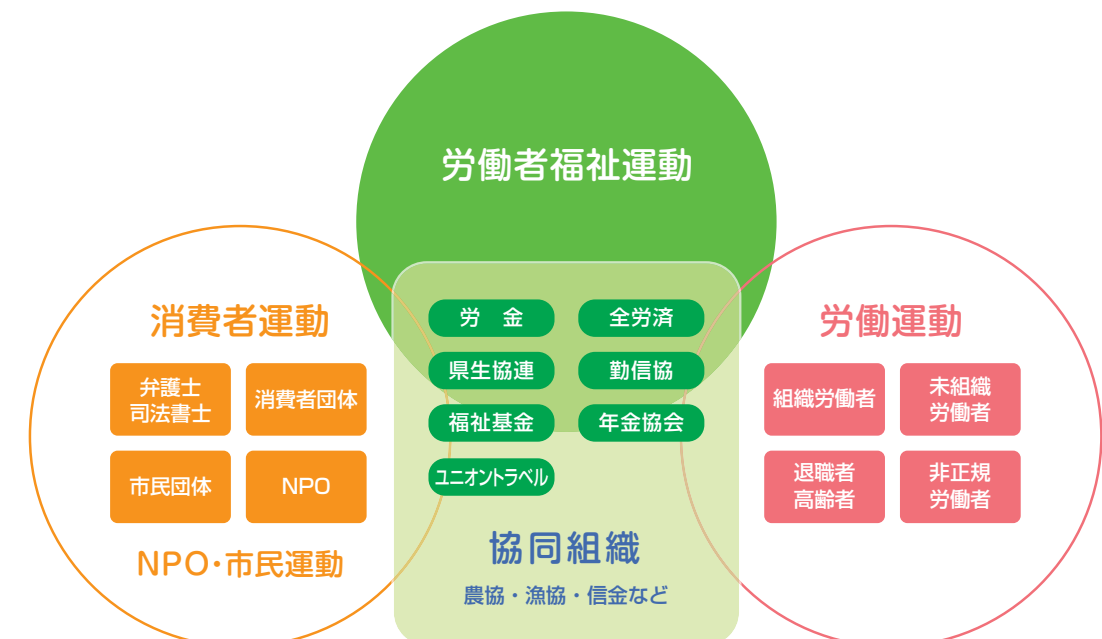 労働者福祉運動
消費者運動
弁護士
司法書士
消費者団体
市民団体
NPO
NPO・市民運動
労　金
全労済
県生協連
勤信協
福祉基金
年金協会
ユニオントラベル
協同組織
農協・漁協・信金など
労働運動
組織労働者
未組織
労働者
退職者
高齢者
非正規
労働者